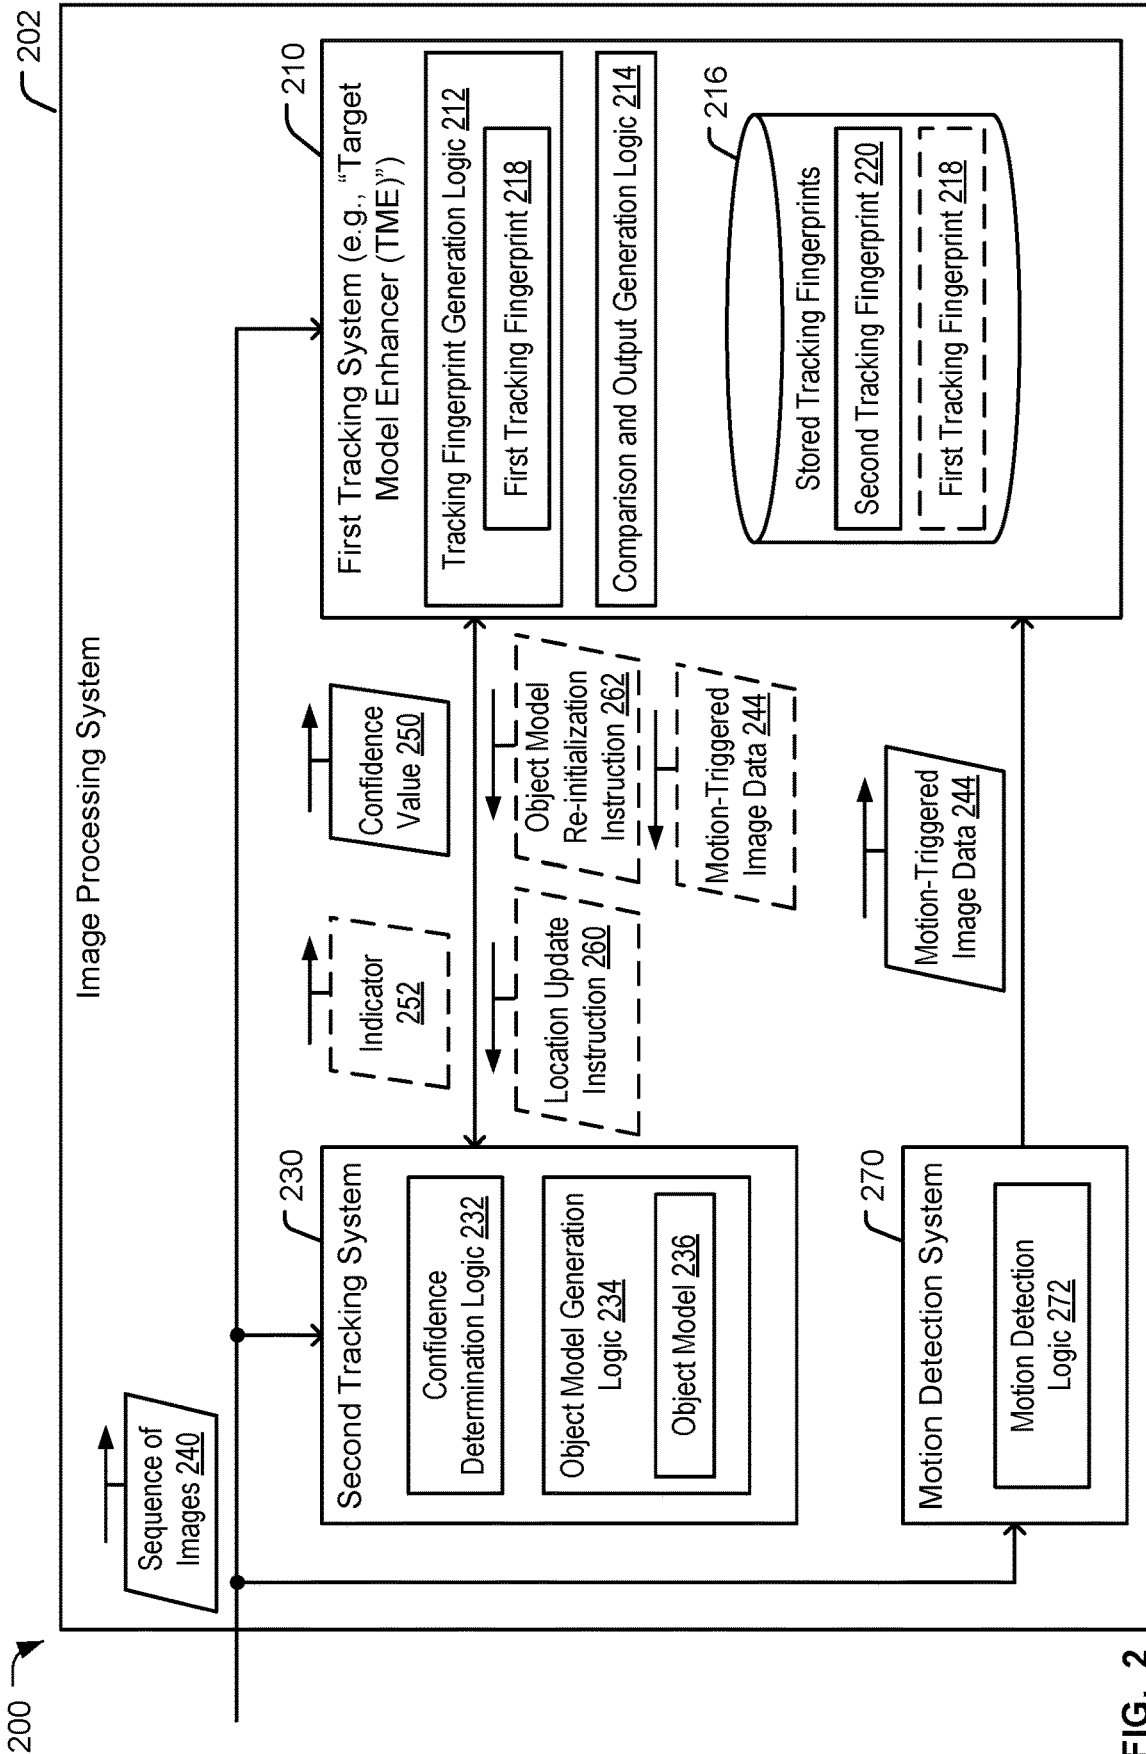 200
202
Image Processing System
Sequence of
Images 240
230
Second Tracking System
Confidence
Determination Logic 232
Object Model Generation
Logic 234
Object Model 236
270
Motion Detection System
Motion Detection
Logic 272
Indicator
252
Confidence
Value 250
Location Update
Instruction 260
Object Model
Re-initialization
Instruction 262
Motion-Triggered
Image Data 244
Motion-Triggered
Image Data 244
210
First Tracking System (e.g., “Target
Model Enhancer (TME)”)
Tracking Fingerprint Generation Logic 212
First Tracking Fingerprint 218
Comparison and Output Generation Logic 214
216
Stored Tracking Fingerprints
Second Tracking Fingerprint 220
First Tracking Fingerprint 218
FIG. 2